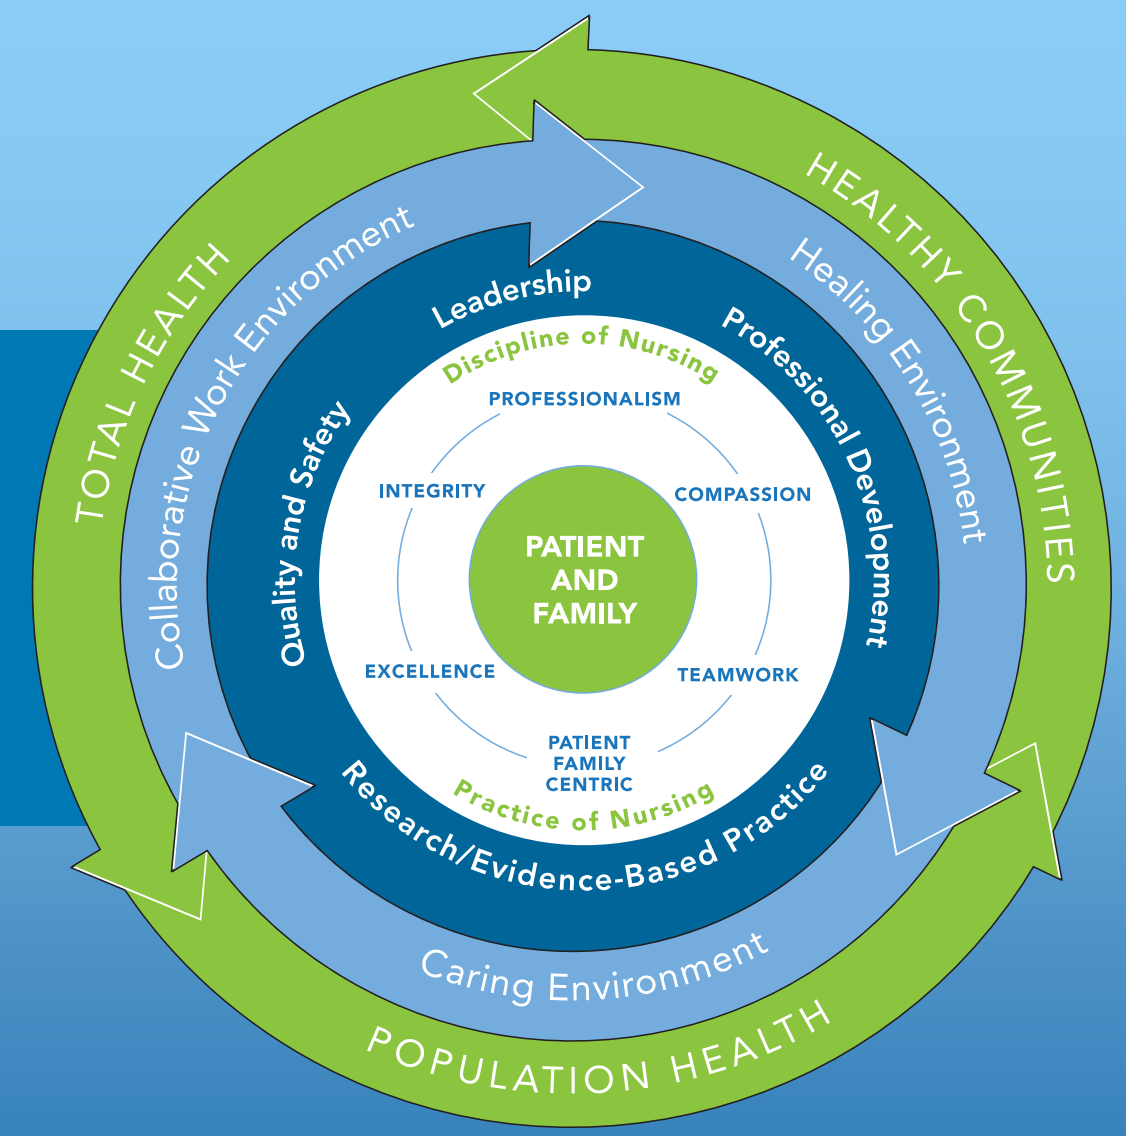 TOTAL HEALTH
HEALTHY COMMUNITIES
POPULATION HEALTH
Collaborative Work Environment
Healing Environment
Caring Environment
Leadership
Professional Development
Quality and Safety
Research/Evidence-Based Practice
Discipline of Nursing
PROFESSIONALISM
INTEGRITY
COMPASSION
PATIENT
AND
FAMILY
EXCELLENCE
TEAMWORK
PATIENT
FAMILY
CENTRIC
Practice of Nursing